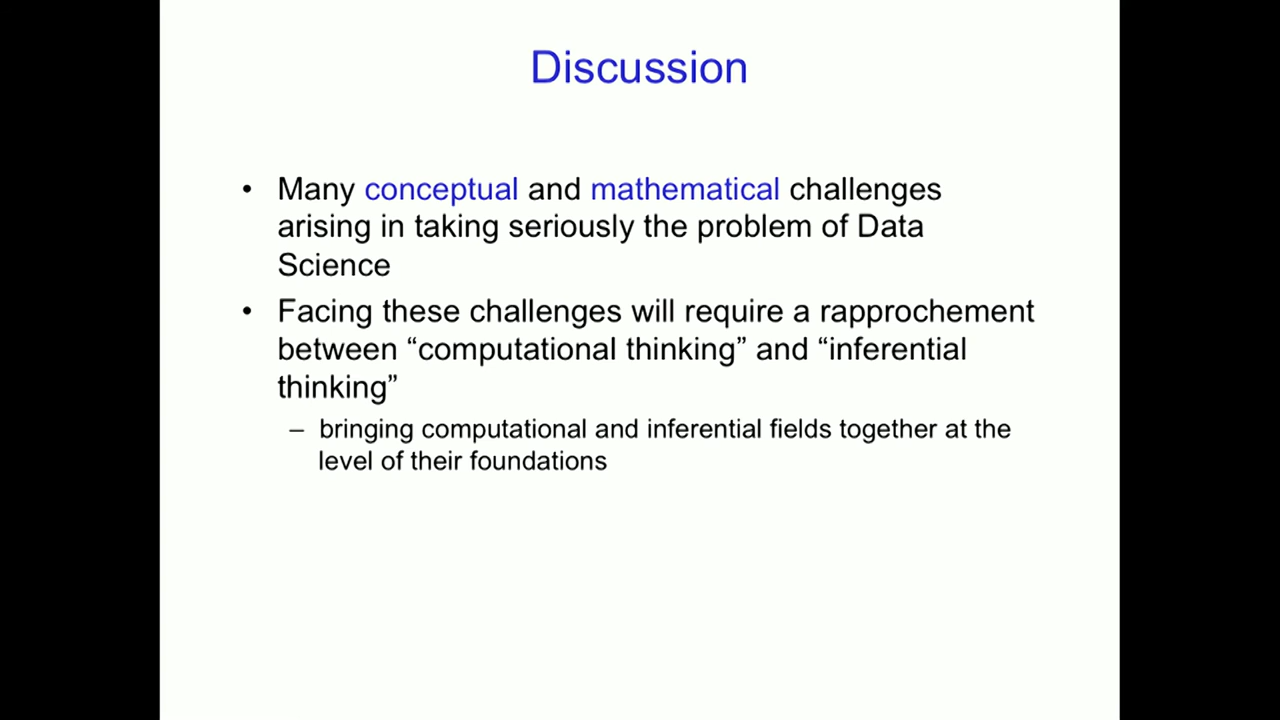 Discussion
• Many conceptual and mathematical challenges
arising in taking seriously the problem of Data
Science
• Facing these challenges will require a rapprochement
between “computational thinking” and “inferential
thinking”
– bringing computational and inferential fields together at the
level of their foundations